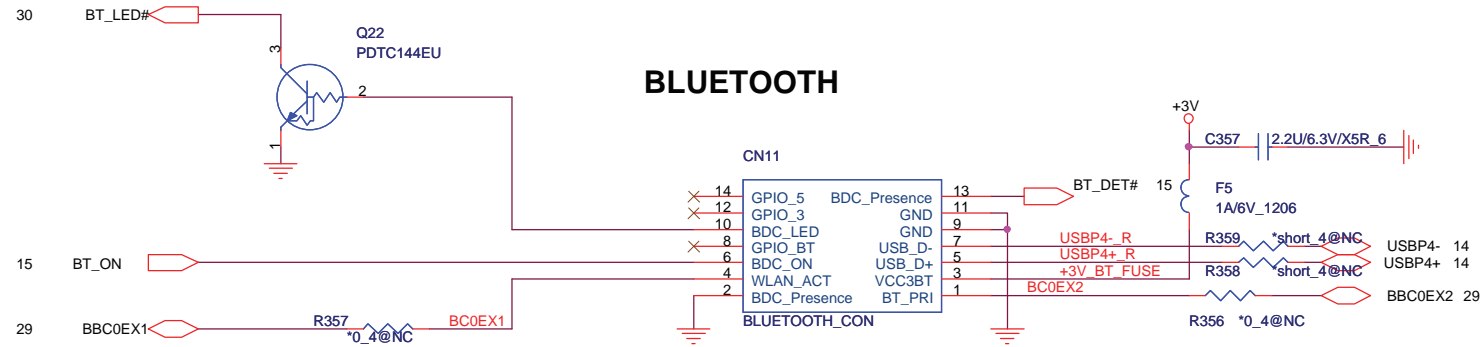 30 BT_LED#
Q22
PDTC144EU
3
2
1
BLUETOOTH
+3V
C357 2.2U/6.3V/X5R_6
CN11
14 GPIO_5 BDC_Presence 13
12 GPIO_3 GND 11
10 BDC_LED GND 9
8 GPIO_BT USB_D- 7
6 BDC_ON USB_D+ 5
4 WLAN_ACT VCC3BT 3
2 BDC_Presence BT_PRI 1
BLUETOOTH_CON
BT_DET# 15
F5
1A/6V_1206
USBP4-_R R359 *short_4@NC USBP4- 14
USBP4+_R R358 *short_4@NC USBP4+ 14
+3V_BT_FUSE
BC0EX2 R356 *0_4@NC BBC0EX2 29
15 BT_ON
29 BBC0EX1 R357 *0_4@NC BC0EX1